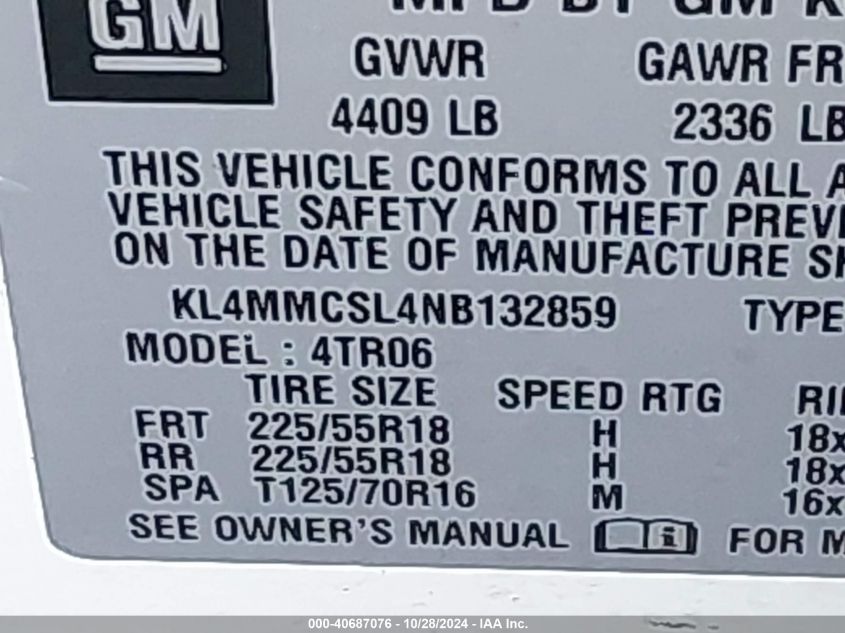 GM
MFD BY GM K
GVWR GAWR FR
4409 LB 2336 LB
THIS VEHICLE CONFORMS TO ALL A
VEHICLE SAFETY AND THEFT PREVE
ON THE DATE OF MANUFACTURE SH
KL4MMCSL4NB132859 TYPE
MODEL : 4TR06
TIRE SIZE SPEED RTG RI
FRT 225/55R18 H 18x
RR 225/55R18 H 18x
SPA T125/70R16 M 16x
SEE OWNER'S MANUAL i FOR M
000-40687076 - 10/28/2024 - IAA Inc.